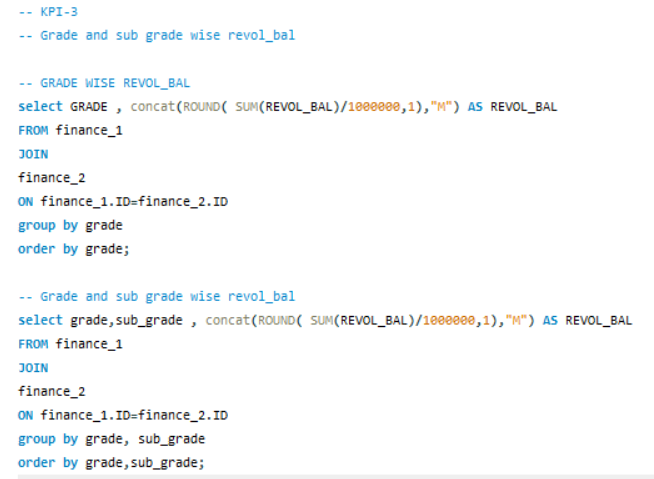 -- KPI-3
-- Grade and sub grade wise revol_bal
-- GRADE WISE REVOL_BAL
select GRADE , concat(ROUND( SUM(REVOL_BAL)/1000000,1),"M") AS REVOL_BAL
FROM finance_1
JOIN
finance_2
ON finance_1.ID=finance_2.ID
group by grade
order by grade;
-- Grade and sub grade wise revol_bal
select grade,sub_grade , concat(ROUND( SUM(REVOL_BAL)/1000000,1),"M") AS REVOL_BAL
FROM finance_1
JOIN
finance_2
ON finance_1.ID=finance_2.ID
group by grade, sub_grade
order by grade,sub_grade;